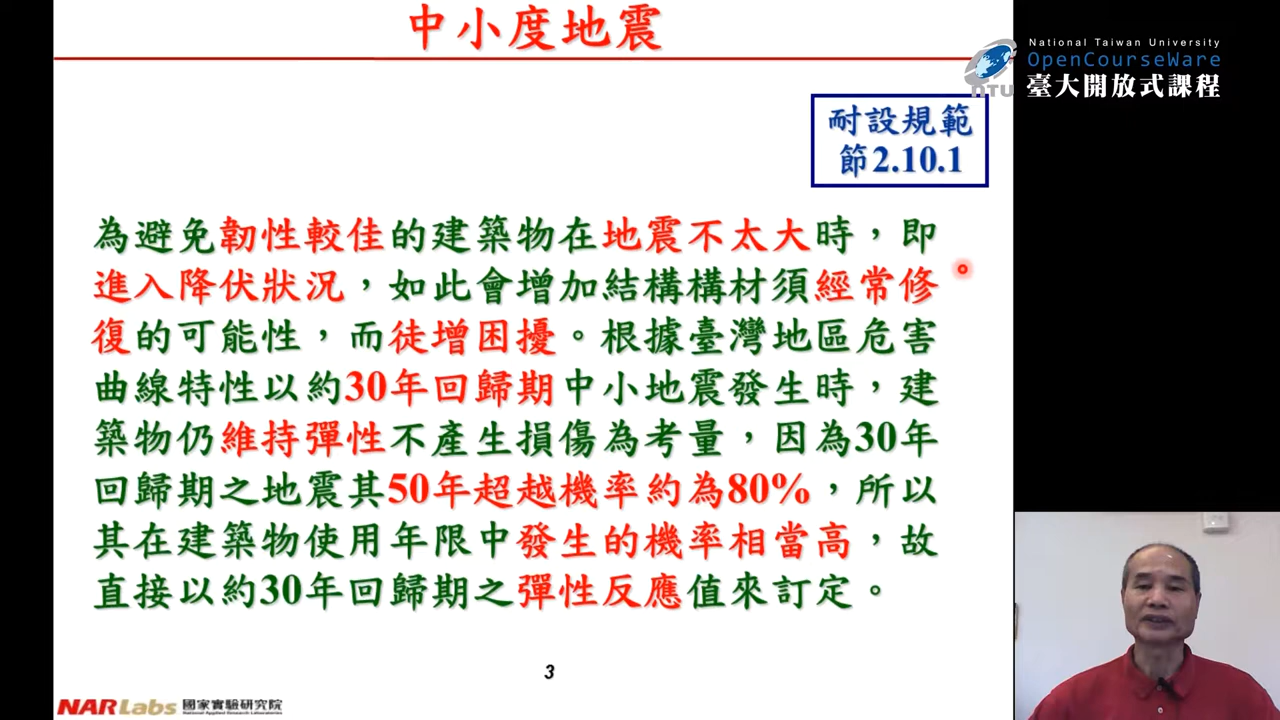 中小度地震
National Taiwan University
OpenCourseWare
臺大開放式課程
NTU
耐設規範
節2.10.1
為避免韌性較佳的建築物在地震不太大時，即
進入降伏狀況，如此會增加結構構材須經常修
復的可能性，而徒增困擾。根據臺灣地區危害
曲線特性以約30年回歸期中小地震發生時，建
築物仍維持彈性不產生損傷為考量，因為30年
回歸期之地震其50年超越機率約為80%，所以
其在建築物使用年限中發生的機率相當高，故
直接以約30年回歸期之彈性反應值來訂定。
3
NARLabs 國家實驗研究院
National Applied Research Laboratories